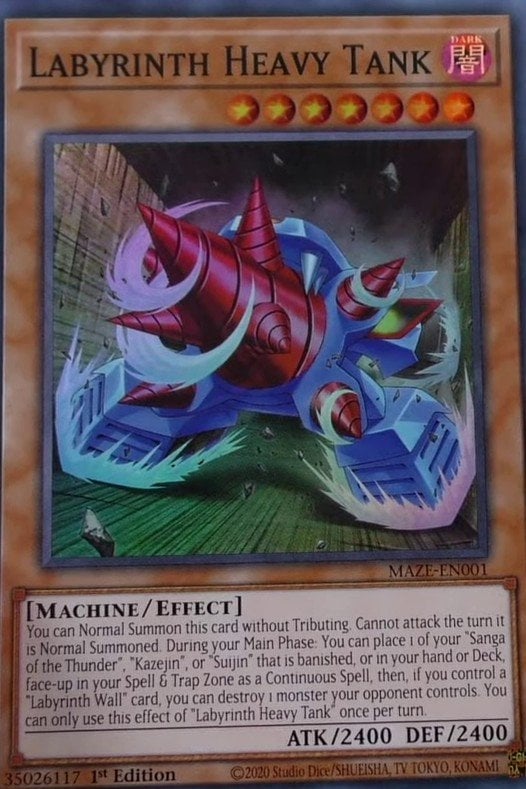 LABYRINTH HEAVY TANK
DARK
闇
MAZE-EN001
[MACHINE/EFFECT]
You can Normal Summon this card without Tributing. Cannot attack the turn it
is Normal Summoned. During your Main Phase: You can place 1 of your "Sanga
of the Thunder", "Kazejin", or "Suijin" that is banished, or in your hand or Deck,
face-up in your Spell & Trap Zone as a Continuous Spell, then, if you control a
"Labyrinth Wall" card, you can destroy 1 monster your opponent controls. You
can only use this effect of "Labyrinth Heavy Tank" once per turn.
ATK/2400 DEF/2400
35026117 1st Edition ©2020 Studio Dice/SHUEISHA, TV TOKYO, KONAMI